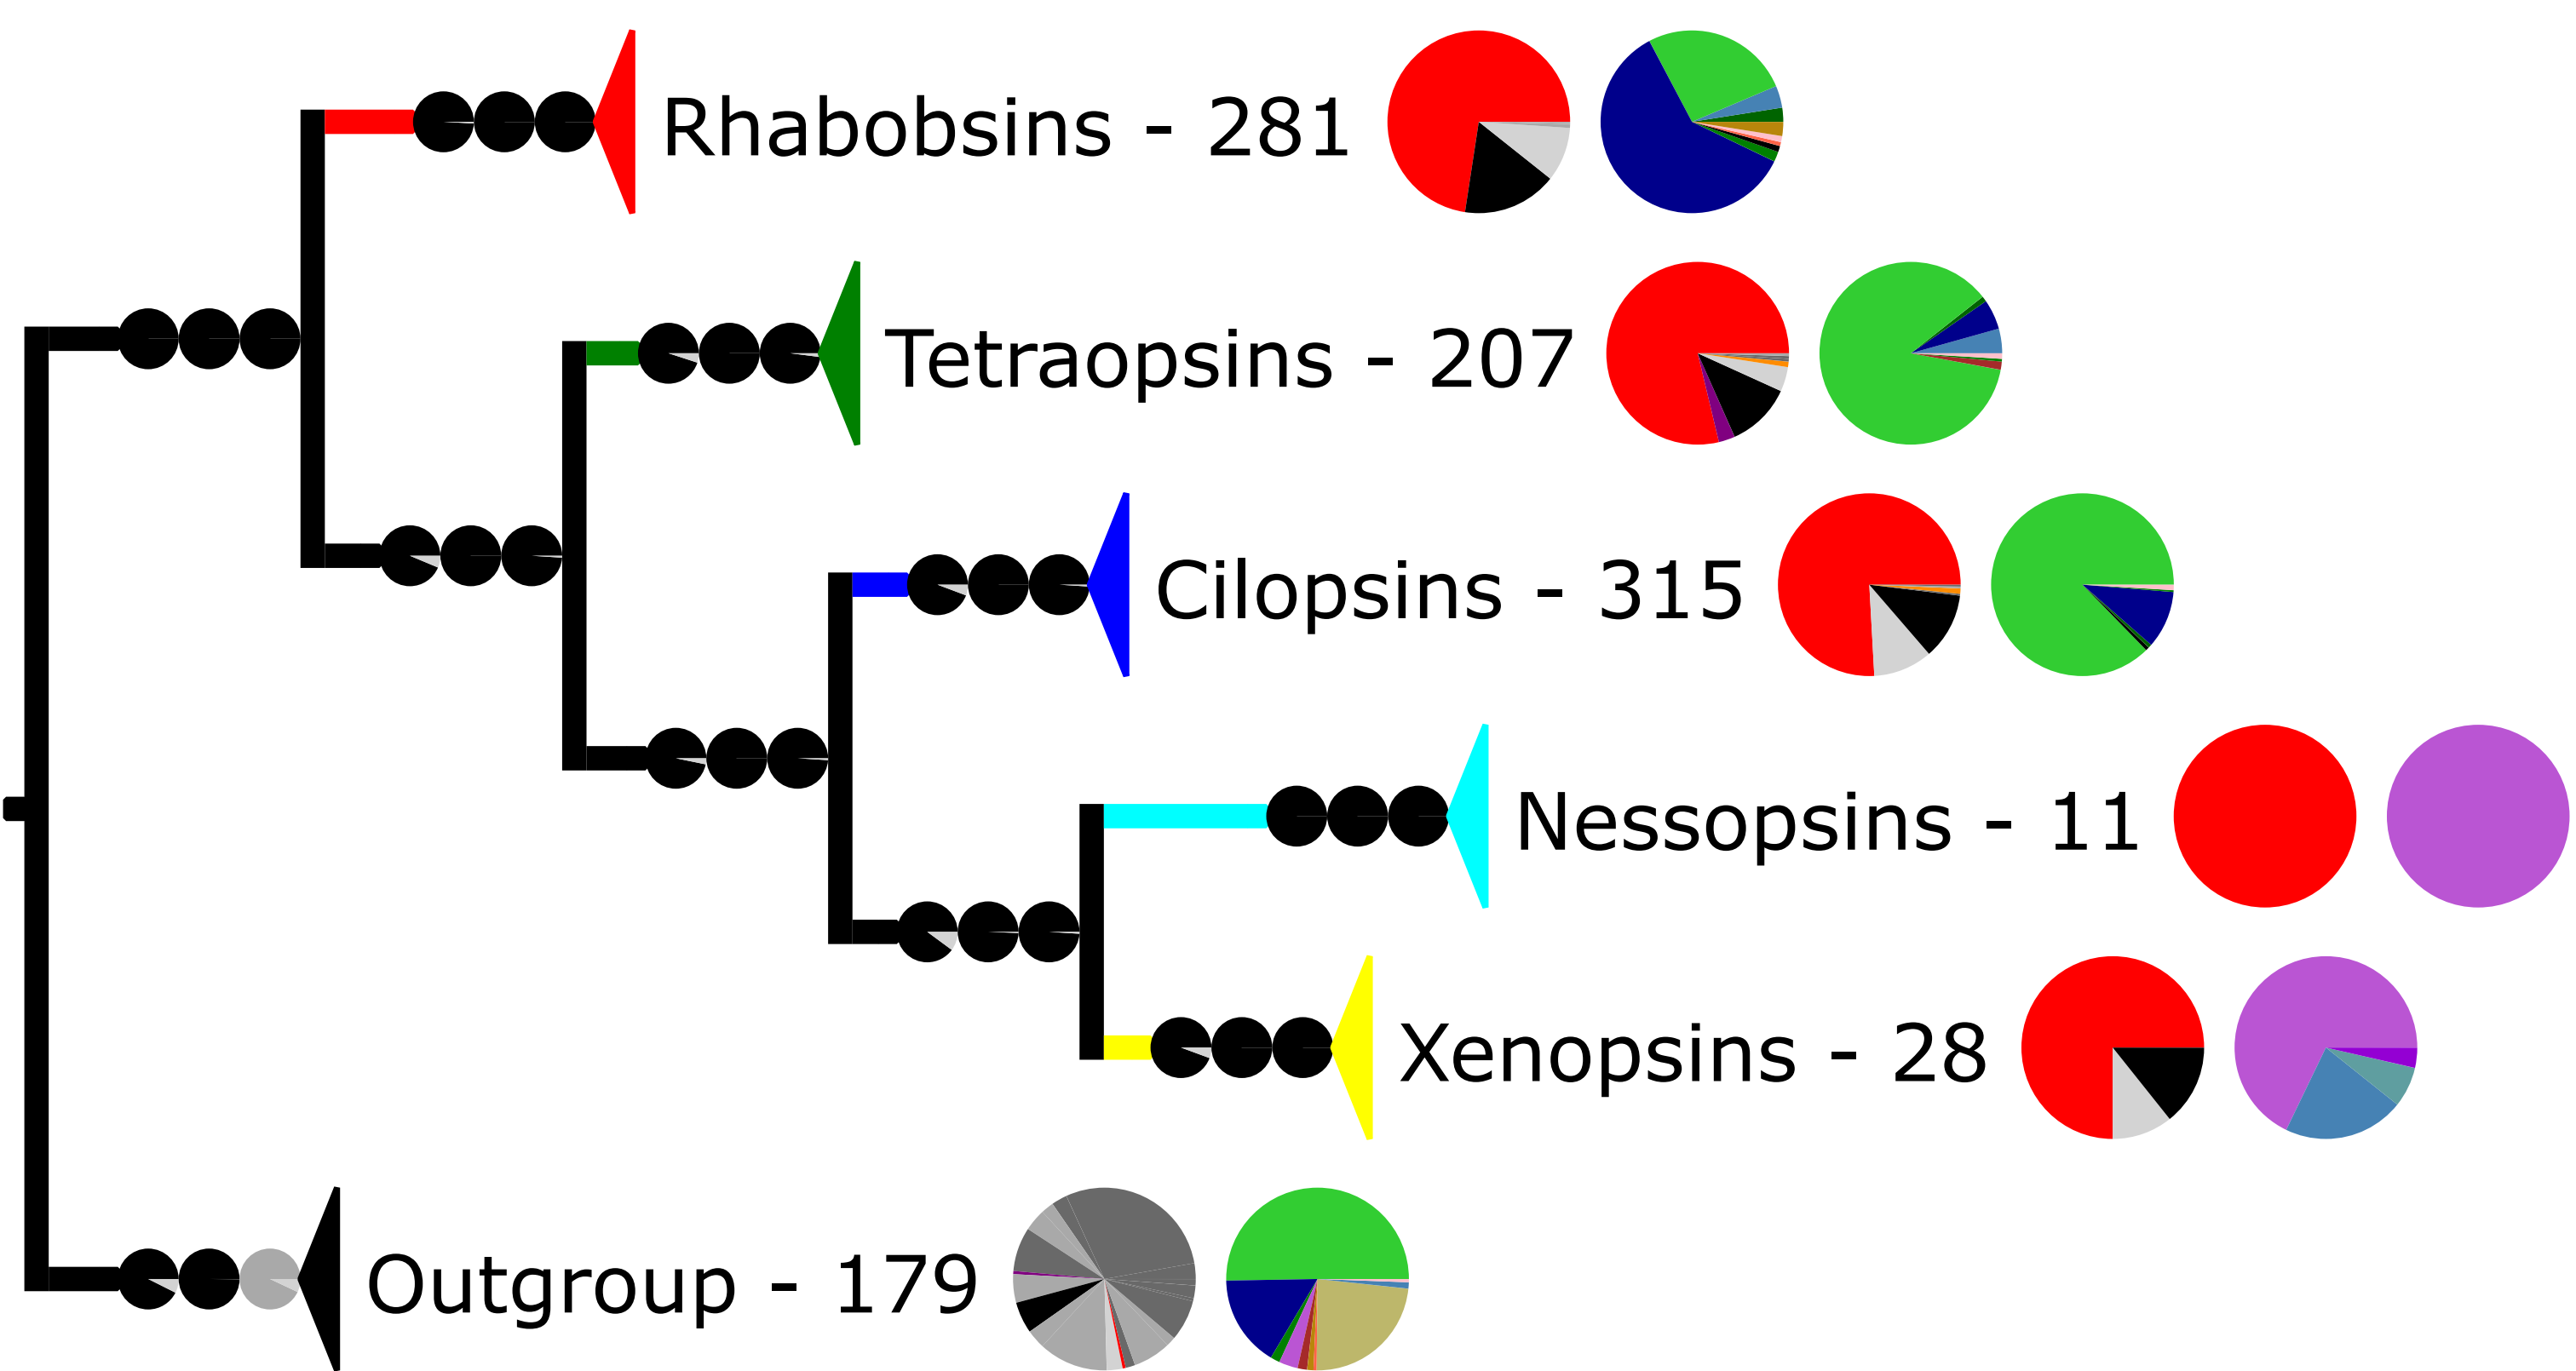 Rhabobsins - 281
Tetraopsins - 207
Cilopsins - 315
Nessopsins - 11
Xenopsins - 28
Outgroup - 179